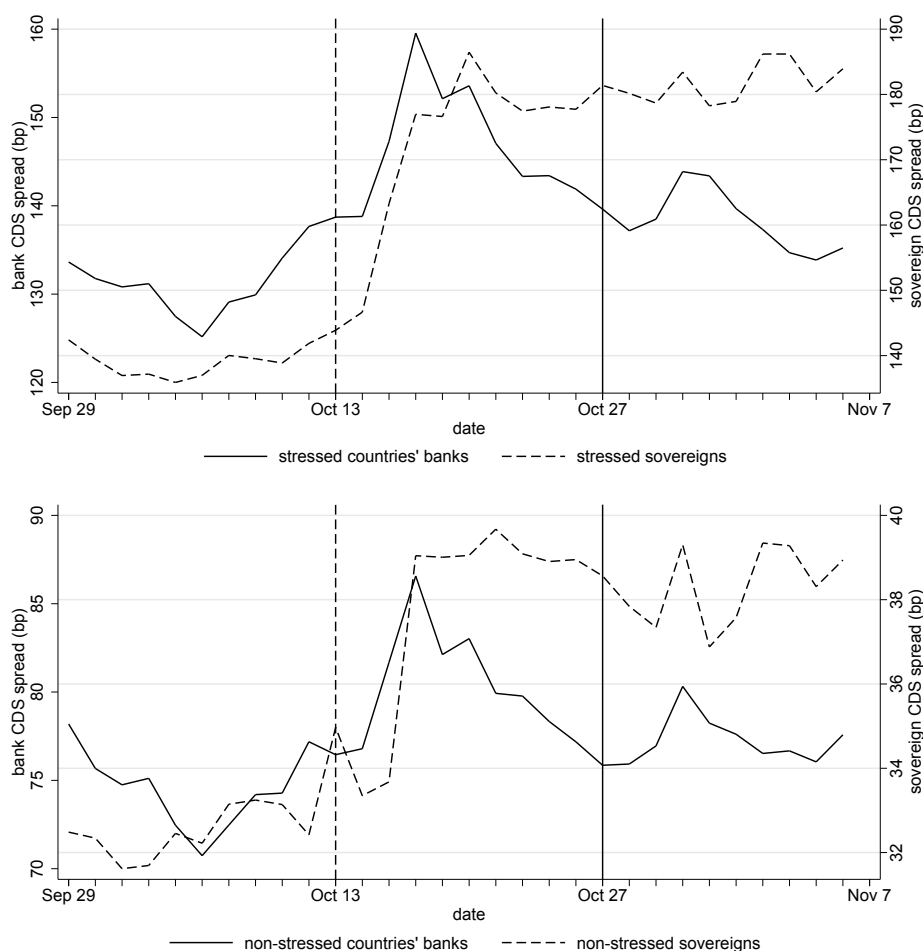 160
150
140
130
120
bank CDS spread (bp)
190
180
170
160
150
140
sovereign CDS spread (bp)
Sep 29 Oct 13 Oct 27 Nov 7
date
stressed countries' banks stressed sovereigns
90
85
80
75
70
bank CDS spread (bp)
40
38
36
34
32
sovereign CDS spread (bp)
Sep 29 Oct 13 Oct 27 Nov 7
date
non-stressed countries' banks non-stressed sovereigns